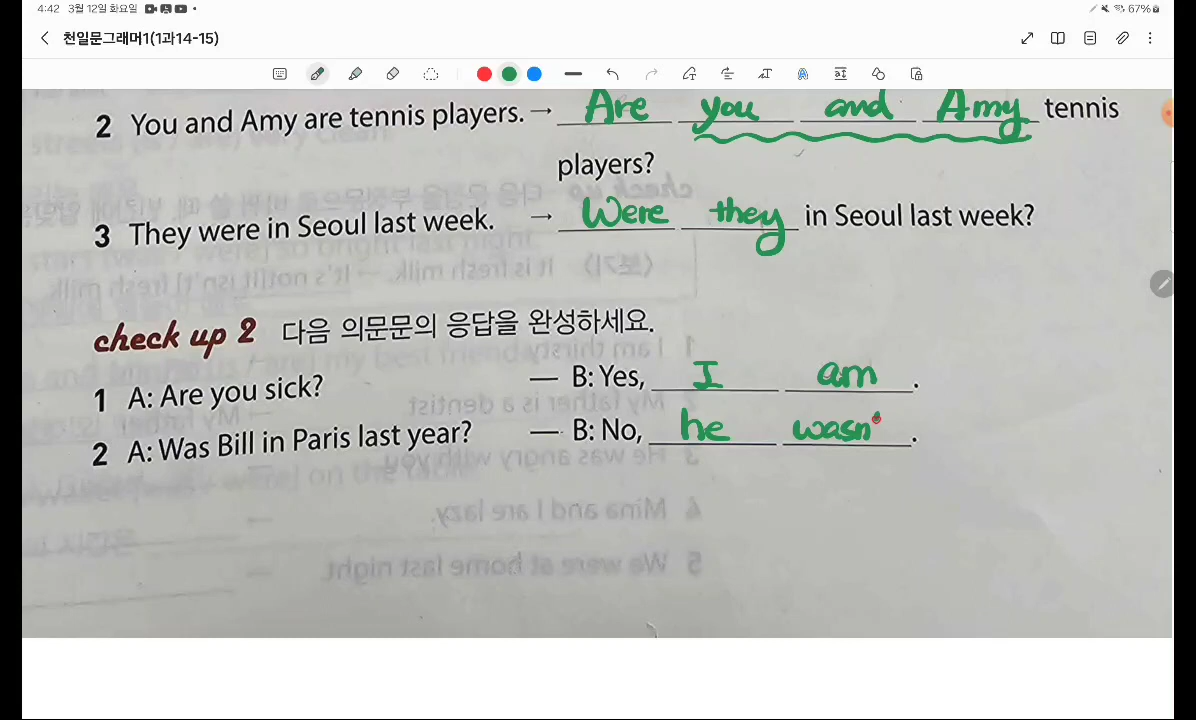 4:42 3월 12일 화요일 67%
천일문그래머1(1과14-15)
2 You and Amy are tennis players. → Are you and Amy tennis
players?
3 They were in Seoul last week. → Were they in Seoul last week?
check up 2 다음 의문문의 응답을 완성하세요.
1 A: Are you sick? — B: Yes, I am.
2 A: Was Bill in Paris last year? — B: No, he wasn'.